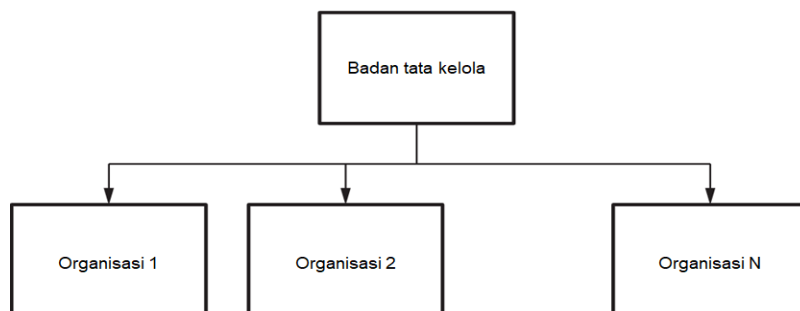 Badan tata kelola
Organisasi 1
Organisasi 2
Organisasi N